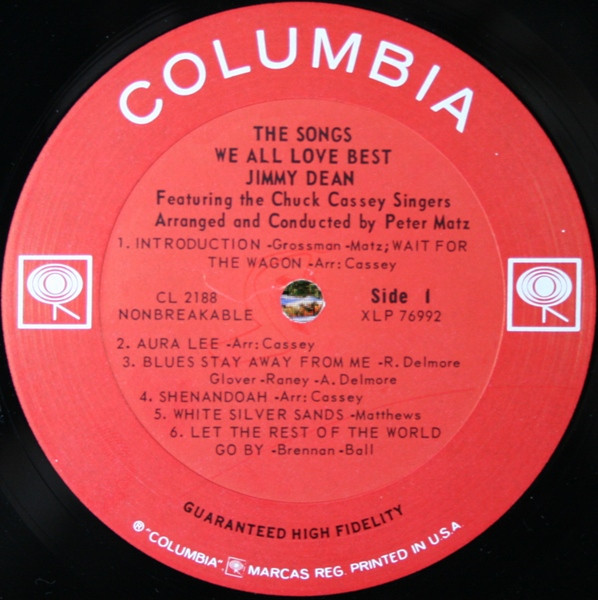 COLUMBIA
THE SONGS
WE ALL LOVE BEST
JIMMY DEAN
Featuring the Chuck Cassey Singers
Arranged and Conducted by Peter Matz
1. INTRODUCTION -Grossman -Matz; WAIT FOR
THE WAGON -Arr: Cassey
CL 2188
NONBREAKABLE
Side 1
XLP 76992
2. AURA LEE -Arr: Cassey
3. BLUES STAY AWAY FROM ME -R. Delmore
Glover -Raney -A. Delmore
4. SHENANDOAH -Arr: Cassey
5. WHITE SILVER SANDS -Matthews
6. LET THE REST OF THE WORLD
GO BY -Brennan -Ball
GUARANTEED HIGH FIDELITY
® "COLUMBIA", MARCAS REG. PRINTED IN U.S.A.